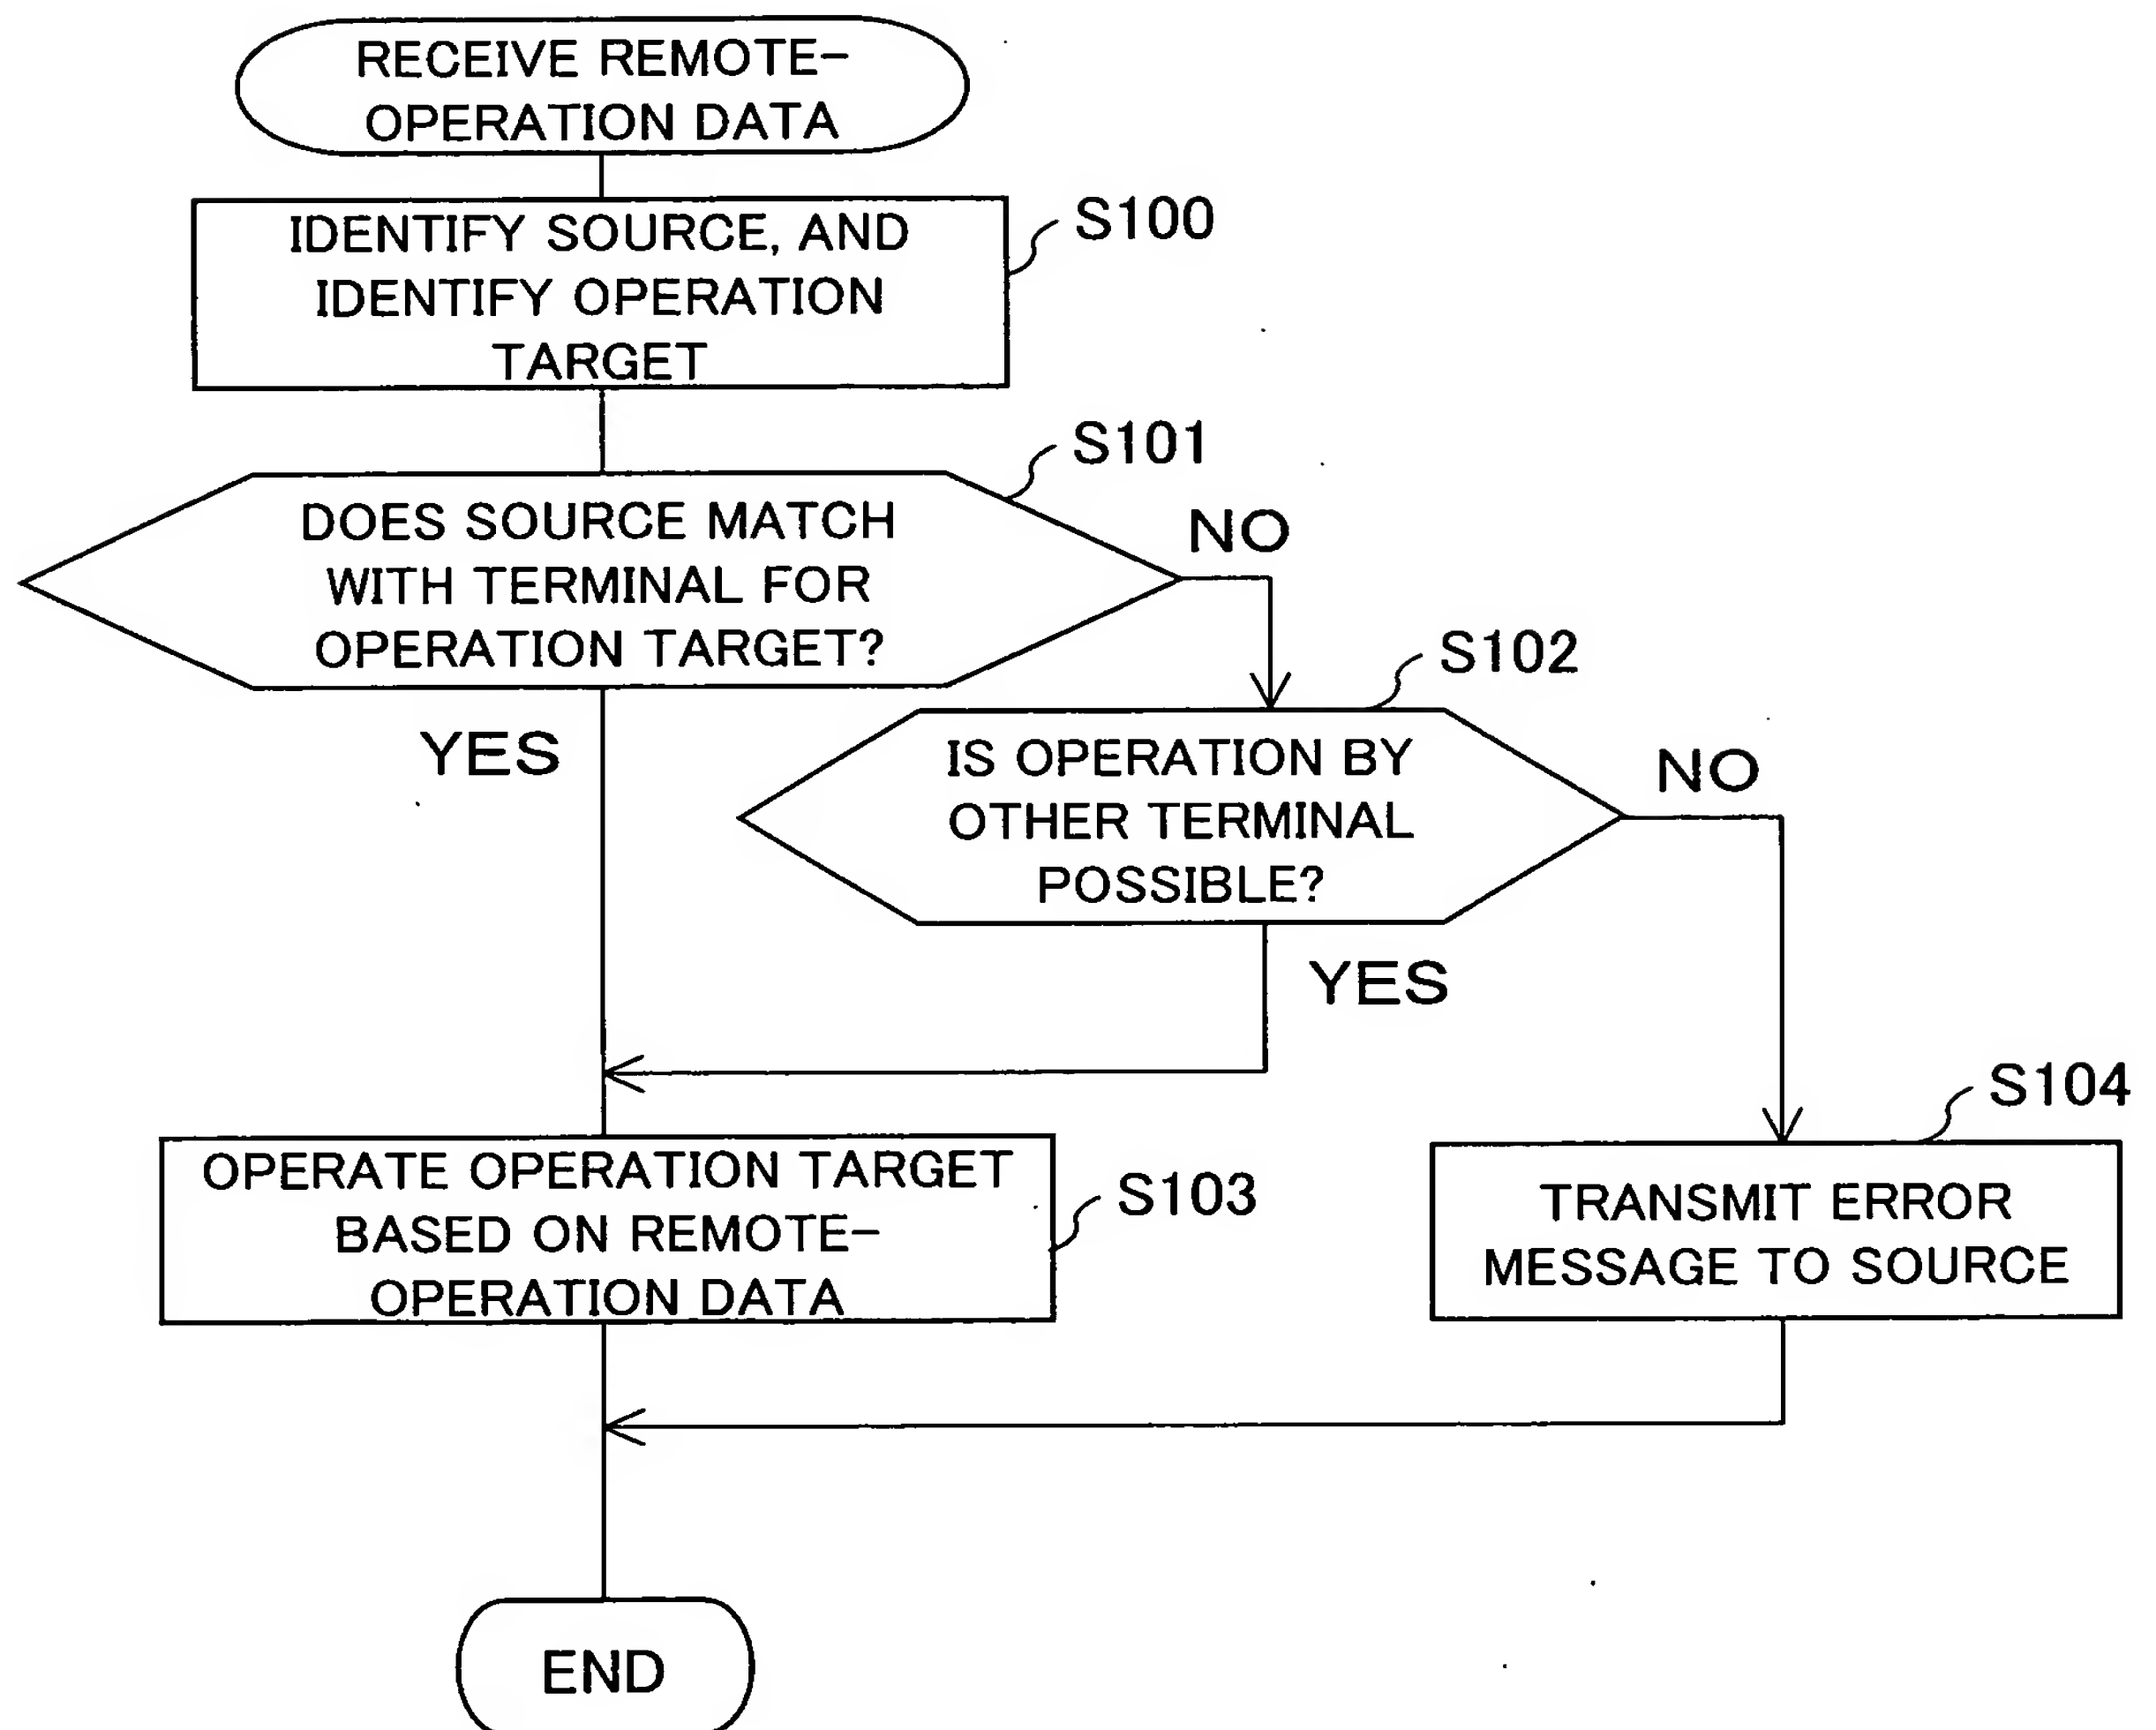 RECEIVE REMOTE-
OPERATION DATA
IDENTIFY SOURCE, AND
IDENTIFY OPERATION
TARGET
S100
DOES SOURCE MATCH
WITH TERMINAL FOR
OPERATION TARGET?
S101
NO
YES
IS OPERATION BY
OTHER TERMINAL
POSSIBLE?
S102
NO
YES
OPERATE OPERATION TARGET
BASED ON REMOTE-
OPERATION DATA
S103
TRANSMIT ERROR
MESSAGE TO SOURCE
S104
END